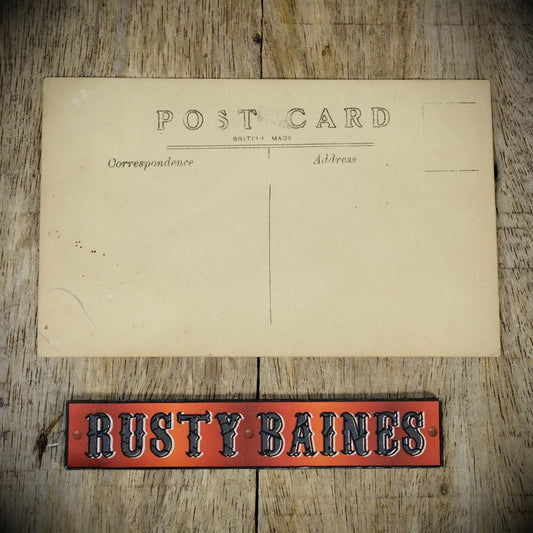 POST CARD
BRITISH MADE
Correspondence
Address
RUSTY BAINES